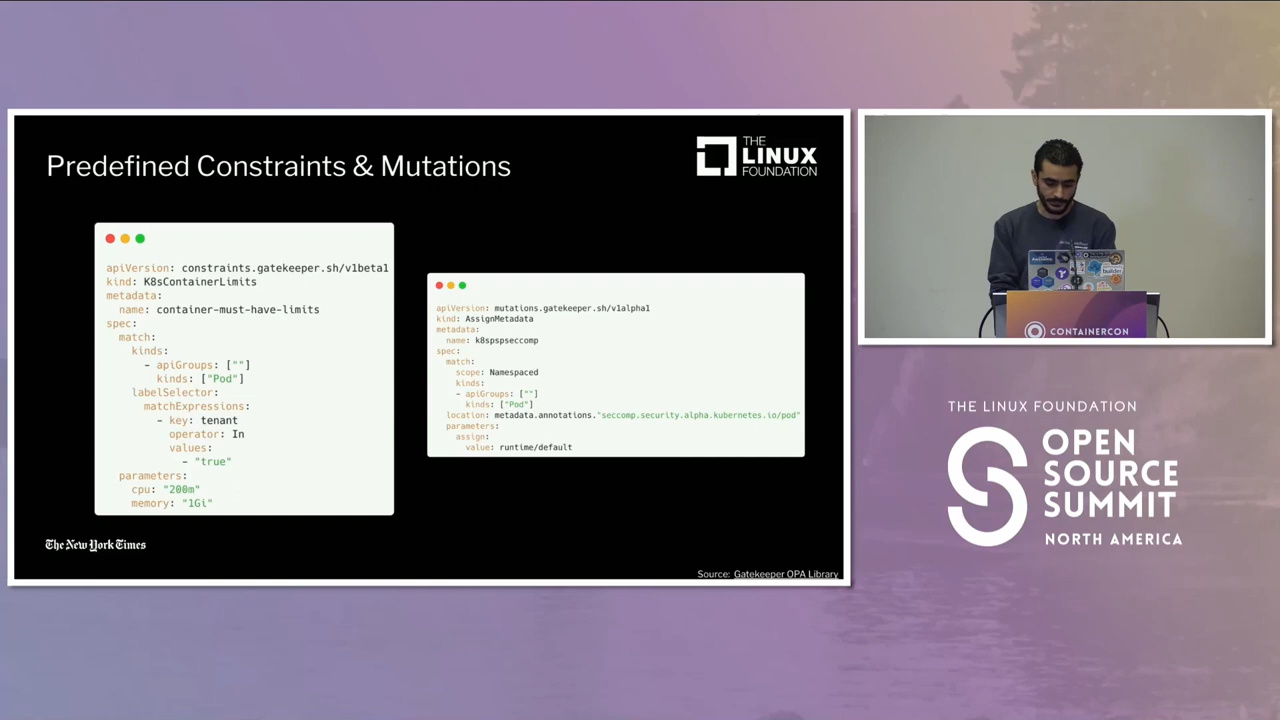 Predefined Constraints & Mutations
THE
LINUX
FOUNDATION
apiVersion: constraints.gatekeeper.sh/v1beta1
kind: K8sContainerLimits
metadata:
  name: container-must-have-limits
spec:
  match:
    kinds:
      - apiGroups: [""]
        kinds: ["Pod"]
    labelSelector:
      matchExpressions:
        - key: tenant
          operator: In
          values:
            - "true"
  parameters:
    cpu: "200m"
    memory: "1Gi"
apiVersion: mutations.gatekeeper.sh/v1alpha1
kind: AssignMetadata
metadata:
  name: k8spspseccomp
spec:
  match:
    scope: Namespaced
    kinds:
    - apiGroups: [""]
      kinds: ["Pod"]
  location: metadata.annotations."seccomp.security.alpha.kubernetes.io/pod"
  parameters:
    assign:
      value: runtime/default
The New York Times
Source: Gatekeeper OPA Library
builder
CONTAINERCON
THE LINUX FOUNDATION
OPEN
SOURCE
SUMMIT
NORTH AMERICA